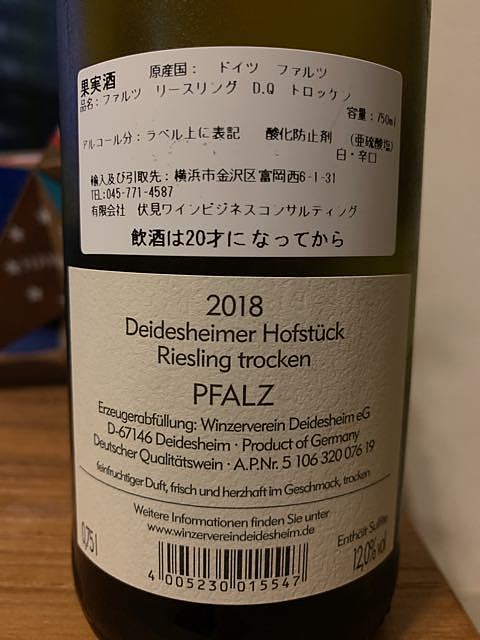 果実酒
原産国： ドイツ ファルツ
品名：ファルツ リースリング D.Q トロッケン
容量：750ml
アルコール分：ラベル上に表記 酸化防止剤 (亜硫酸塩)
白・辛口
輸入及び引取先：横浜市金沢区富岡西6-1-31
TEL:045-771-4587
有限会社 伏見ワインビジネスコンサルティング
飲酒は20才になってから
2018
Deidesheimer Hofstück
Riesling trocken
PFALZ
Erzeugerabfüllung: Winzerverein Deidesheim eG
D-67146 Deidesheim · Product of Germany
Deutscher Qualitätswein · A.P.Nr. 5 106 320 076 19
feinfruchtiger Duft, frisch und herzhaft im Geschmack, trocken
Weitere Informationen finden Sie unter
www.winzervereindeidesheim.de
0,75 l
Enthält Sulfite
12,0% vol
4 005230 015547